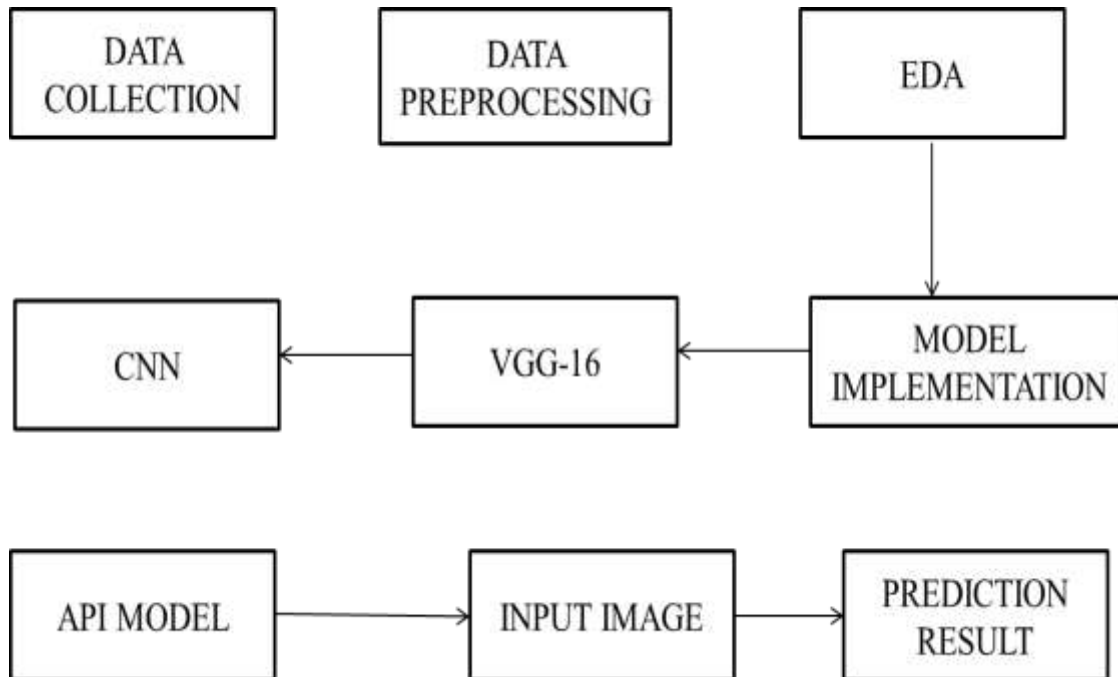 DATA
COLLECTION
DATA
PREPROCESSING
EDA
CNN
VGG-16
MODEL
IMPLEMENTATION
API MODEL
INPUT IMAGE
PREDICTION
RESULT